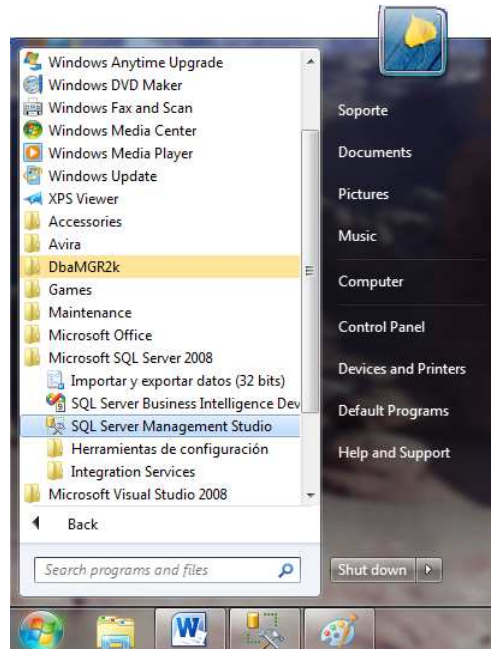 Windows Anytime Upgrade
Windows DVD Maker
Windows Fax and Scan
Windows Media Center
Windows Media Player
Windows Update
XPS Viewer
Accessories
Avira
DbaMGR2k
Games
Maintenance
Microsoft Office
Microsoft SQL Server 2008
Importar y exportar datos (32 bits)
SQL Server Business Intelligence Dev
SQL Server Management Studio
Herramientas de configuración
Integration Services
Microsoft Visual Studio 2008
Back
Search programs and files
Soporte
Documents
Pictures
Music
Computer
Control Panel
Devices and Printers
Default Programs
Help and Support
Shut down
W